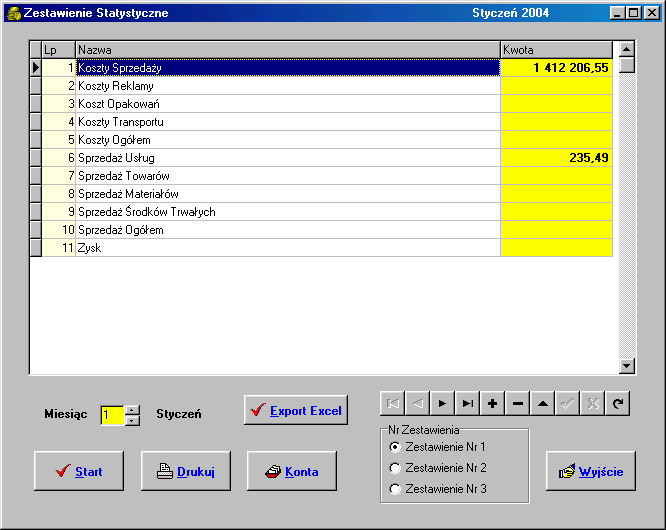 Zestawienie Statystyczne Styczeń 2004
Lp Nazwa Kwota
1 Koszty Sprzedaży 1 412 206,55
2 Koszty Reklamy
3 Koszt Opakowań
4 Koszty Transportu
5 Koszty Ogółem
6 Sprzedaż Usług 235,49
7 Sprzedaż Towarów
8 Sprzedaż Materiałów
9 Sprzedaż Środków Trwałych
10 Sprzedaż Ogółem
11 Zysk
Miesiąc 1 Styczeń
Export Excel
Nr Zestawienia
Zestawienie Nr 1
Zestawienie Nr 2
Zestawienie Nr 3
Start
Drukuj
Konta
Wyjście